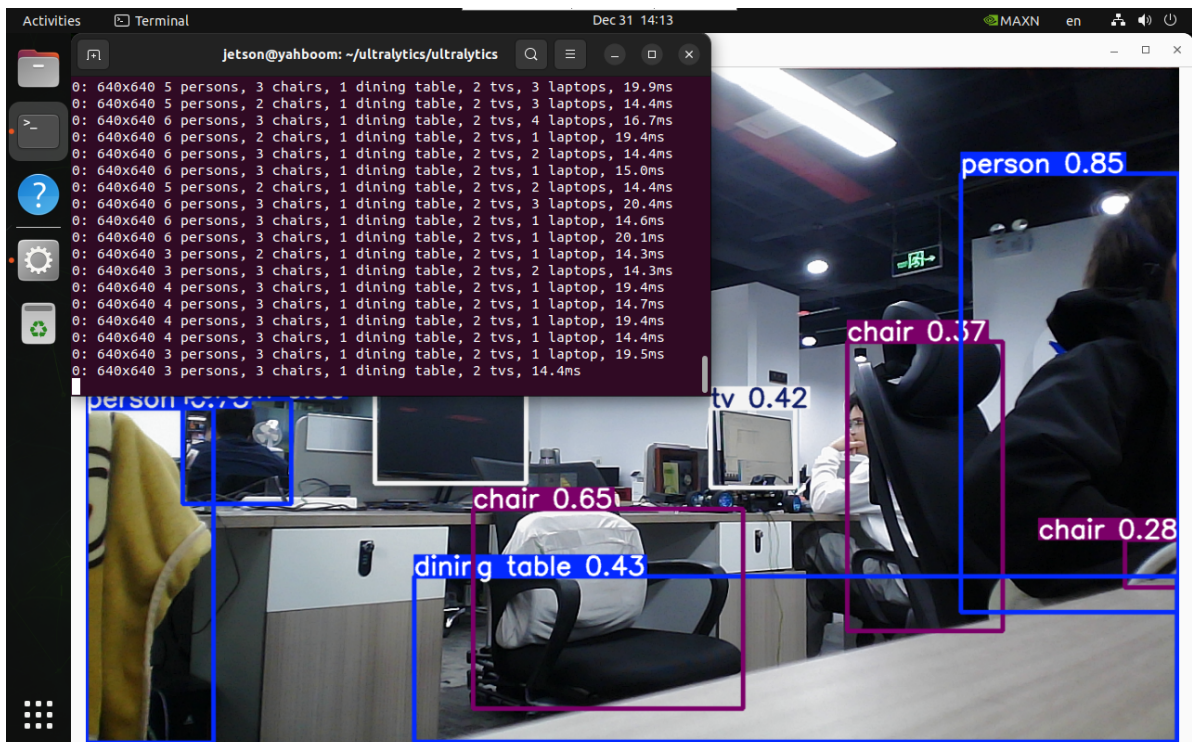 Activities
Terminal
Dec 31 14:13
MAXN
en
jetson@yahboom: ~/ultralytics/ultralytics
0: 640x640 5 persons, 3 chairs, 1 dining table, 2 tvs, 3 laptops, 19.9ms
0: 640x640 5 persons, 2 chairs, 1 dining table, 2 tvs, 3 laptops, 14.4ms
0: 640x640 6 persons, 3 chairs, 1 dining table, 2 tvs, 4 laptops, 16.7ms
0: 640x640 6 persons, 2 chairs, 1 dining table, 2 tvs, 1 laptop, 19.4ms
0: 640x640 6 persons, 3 chairs, 1 dining table, 2 tvs, 2 laptops, 14.4ms
0: 640x640 6 persons, 3 chairs, 1 dining table, 2 tvs, 1 laptop, 15.0ms
0: 640x640 5 persons, 2 chairs, 1 dining table, 2 tvs, 2 laptops, 14.4ms
0: 640x640 6 persons, 3 chairs, 1 dining table, 2 tvs, 3 laptops, 20.4ms
0: 640x640 6 persons, 3 chairs, 1 dining table, 2 tvs, 1 laptop, 14.6ms
0: 640x640 6 persons, 3 chairs, 1 dining table, 2 tvs, 1 laptop, 20.1ms
0: 640x640 3 persons, 2 chairs, 1 dining table, 2 tvs, 1 laptop, 14.3ms
0: 640x640 3 persons, 3 chairs, 1 dining table, 2 tvs, 2 laptops, 14.3ms
0: 640x640 4 persons, 3 chairs, 1 dining table, 2 tvs, 1 laptop, 19.4ms
0: 640x640 4 persons, 3 chairs, 1 dining table, 2 tvs, 1 laptop, 14.7ms
0: 640x640 4 persons, 3 chairs, 1 dining table, 2 tvs, 1 laptop, 19.4ms
0: 640x640 4 persons, 3 chairs, 1 dining table, 2 tvs, 1 laptop, 14.4ms
0: 640x640 3 persons, 3 chairs, 1 dining table, 2 tvs, 1 laptop, 19.5ms
0: 640x640 3 persons, 3 chairs, 1 dining table, 2 tvs, 14.4ms
person 0.85
chair 0.37
person
tv 0.42
chair 0.65
chair 0.28
dining table 0.43